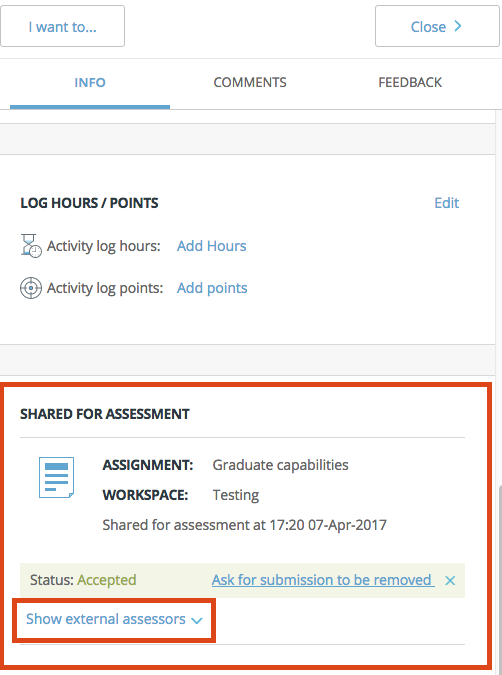 I want to...
Close
INFO
COMMENTS
FEEDBACK
LOG HOURS / POINTS
Edit
Activity log hours: Add Hours
Activity log points: Add points
SHARED FOR ASSESSMENT
ASSIGNMENT: Graduate capabilities
WORKSPACE: Testing
Shared for assessment at 17:20 07-Apr-2017
Status: Accepted
Ask for submission to be removed
Show external assessors